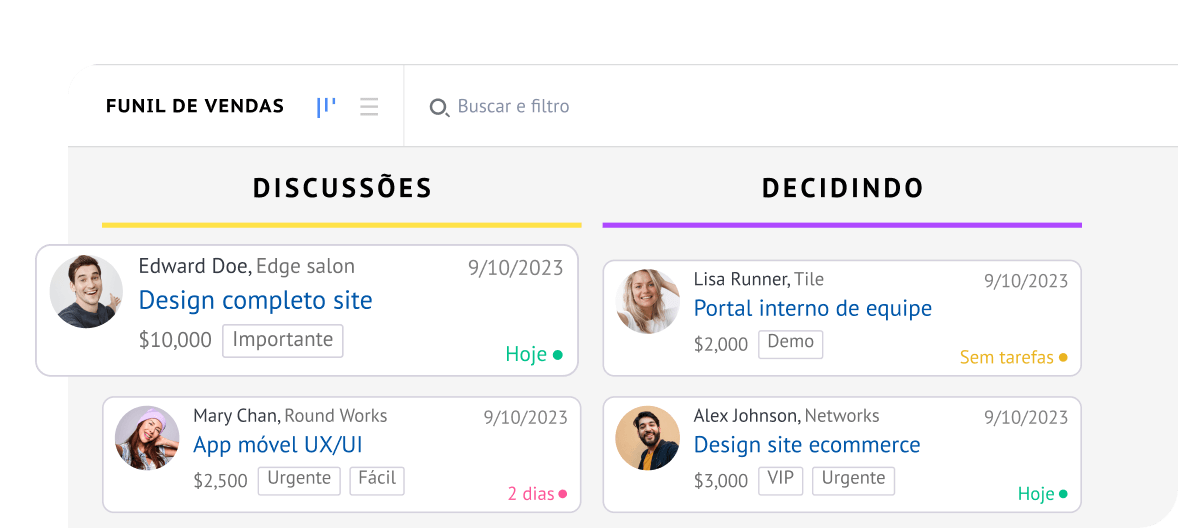 FUNIL DE VENDAS
Buscar e filtro
DISCUSSÕES
Edward Doe, Edge salon 9/10/2023
Design completo site
$10,000 Importante
Hoje
Mary Chan, Round Works 9/10/2023
App móvel UX/UI
$2,500 Urgente Fácil
2 dias
DECIDINDO
Lisa Runner, Tile 9/10/2023
Portal interno de equipe
$2,000 Demo
Sem tarefas
Alex Johnson, Networks 9/10/2023
Design site ecommerce
$3,000 VIP Urgente
Hoje